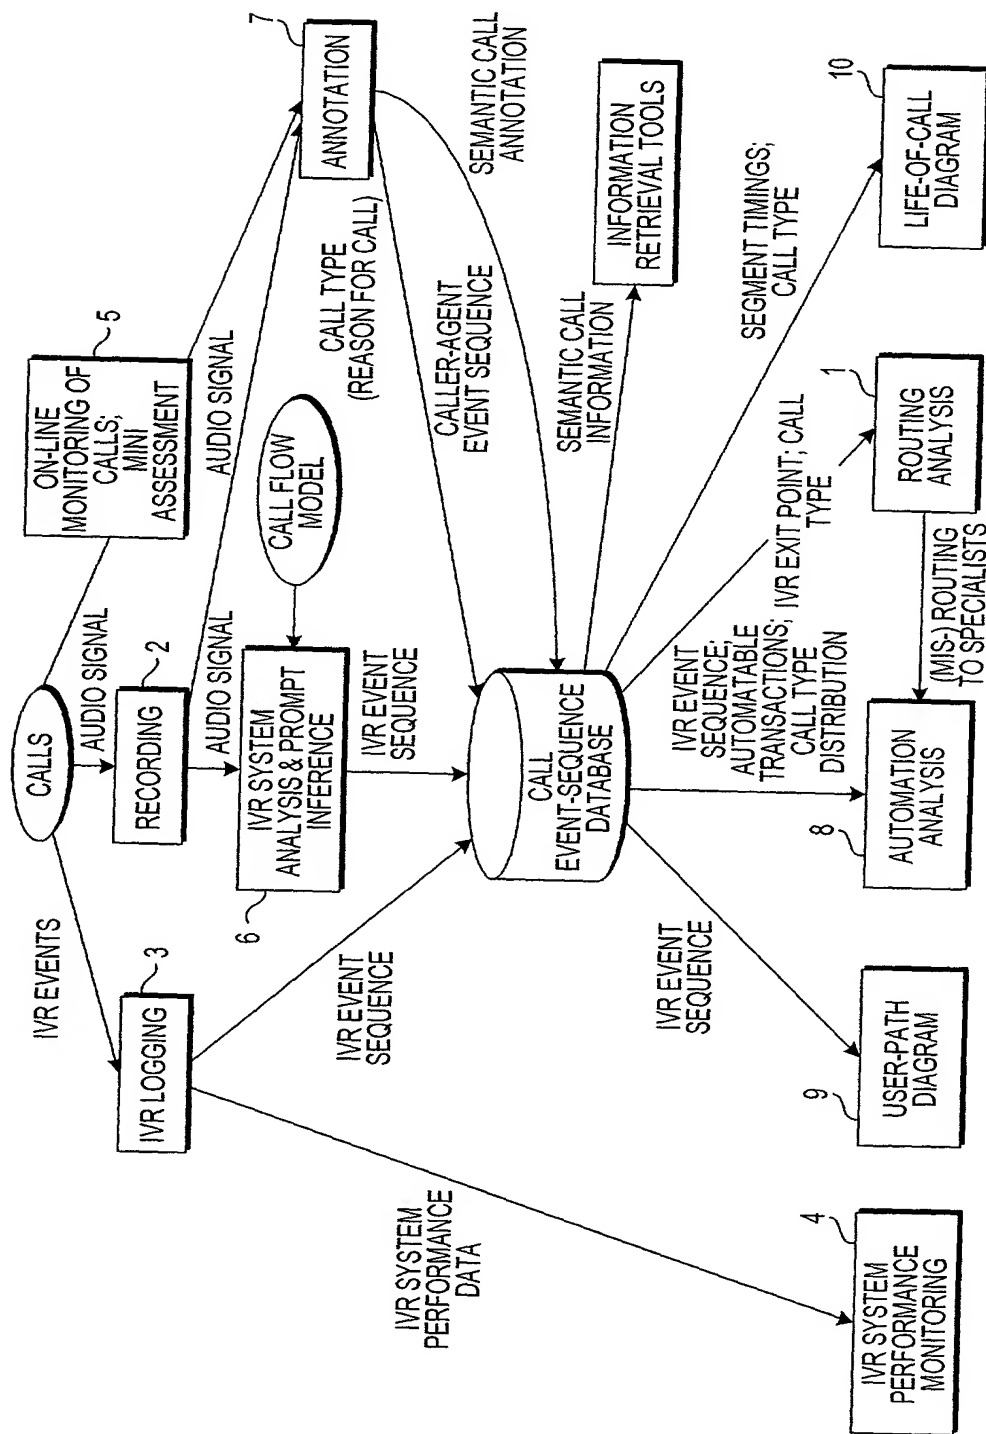 CALLS
IVR EVENTS
AUDIO SIGNAL
3
IVR LOGGING
2
RECORDING
5
ON-LINE
MONITORING OF
CALLS;
MINI
ASSESSMENT
7
ANNOTATION
AUDIO SIGNAL
AUDIO SIGNAL
6
IVR SYSTEM
ANALYSIS & PROMPT
INFERENCE
CALL FLOW
MODEL
CALL TYPE
(REASON FOR CALL)
SEMANTIC CALL
ANNOTATION
IVR EVENT
SEQUENCE
IVR EVENT
SEQUENCE
CALLER-AGENT
EVENT SEQUENCE
IVR SYSTEM
PERFORMANCE
DATA
CALL
EVENT-SEQUENCE
DATABASE
SEMANTIC CALL
INFORMATION
INFORMATION
RETRIEVAL TOOLS
IVR EVENT
SEQUENCE
IVR EVENT
SEQUENCE;
AUTOMATABLE
TRANSACTIONS;
CALL TYPE
DISTRIBUTION
IVR EXIT POINT; CALL
TYPE
SEGMENT TIMINGS;
CALL TYPE
4
IVR SYSTEM
PERFORMANCE
MONITORING
9
USER-PATH
DIAGRAM
8
AUTOMATION
ANALYSIS
(MIS-) ROUTING
TO SPECIALISTS
1
ROUTING
ANALYSIS
10
LIFE-OF-CALL
DIAGRAM